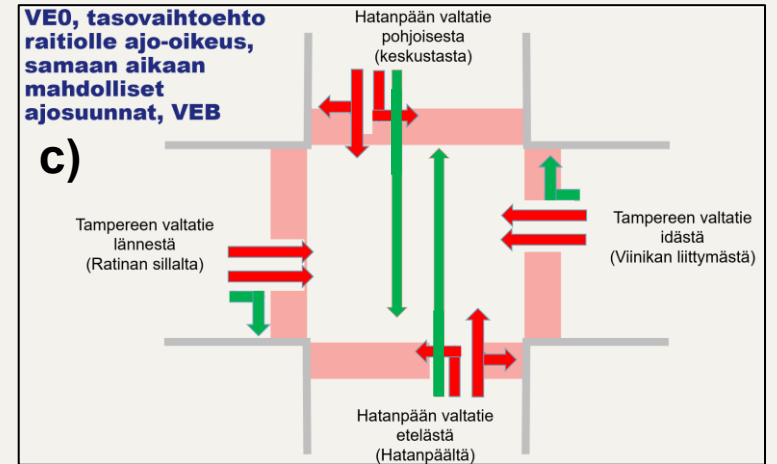 VE0, tasovaihtoehto
raitiolle ajo-oikeus,
samaan aikaan
mahdolliset
ajosuunnat, VEB
c)
Hatanpään valtatie
pohjoisesta
(keskustasta)
Tampereen valtatie
lännestä
(Ratinan sillalta)
Tampereen valtatie
idästä
(Viinikan liittymästä)
Hatanpään valtatie
etelästä
(Hatanpäältä)